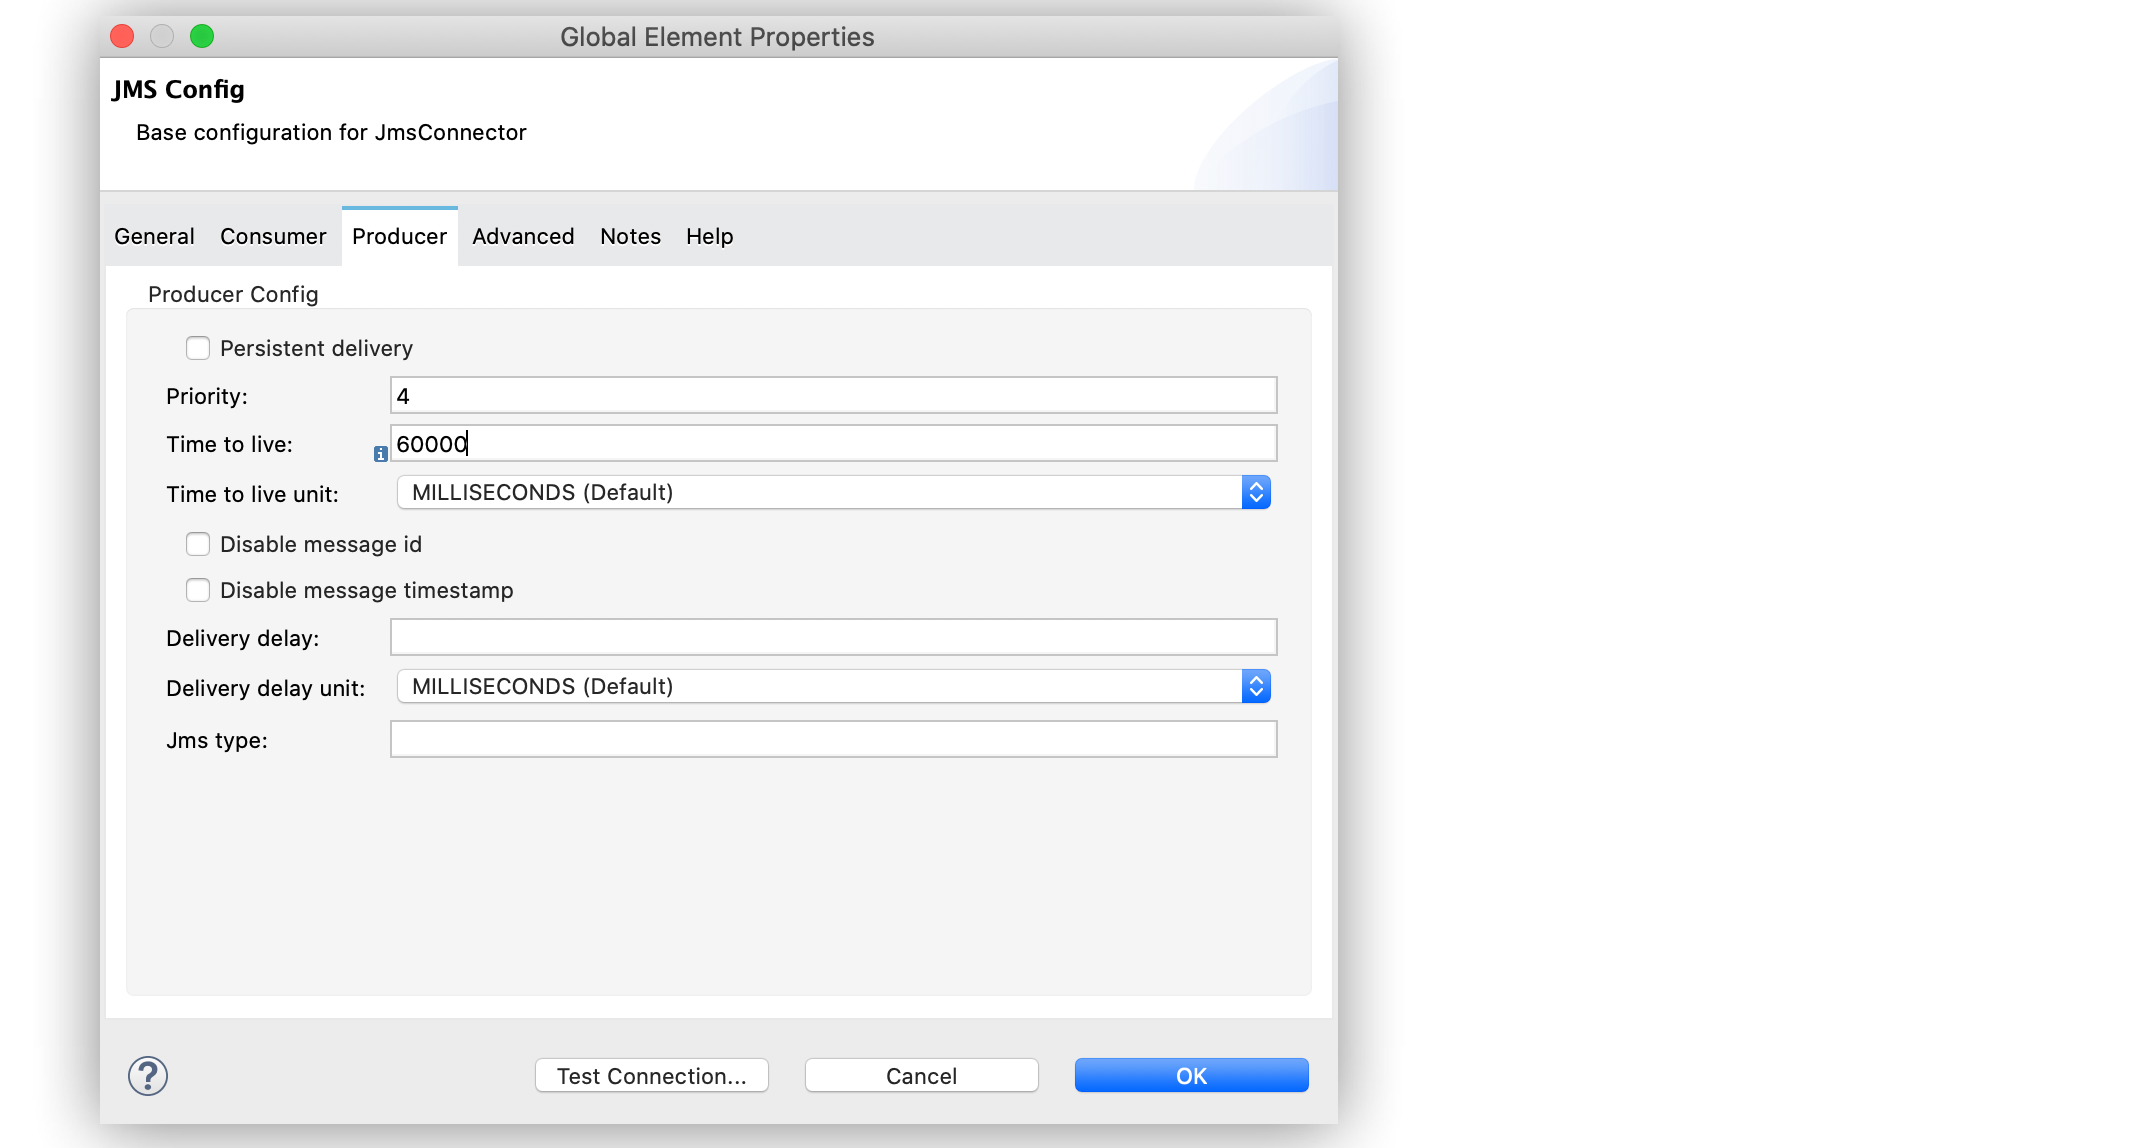 Global Element Properties
JMS Config
Base configuration for JmsConnector
General Consumer Producer Advanced Notes Help
Producer Config
Persistent delivery
Priority: 4
Time to live: 60000
Time to live unit: MILLISECONDS (Default)
Disable message id
Disable message timestamp
Delivery delay:
Delivery delay unit: MILLISECONDS (Default)
Jms type:
? Test Connection... Cancel OK